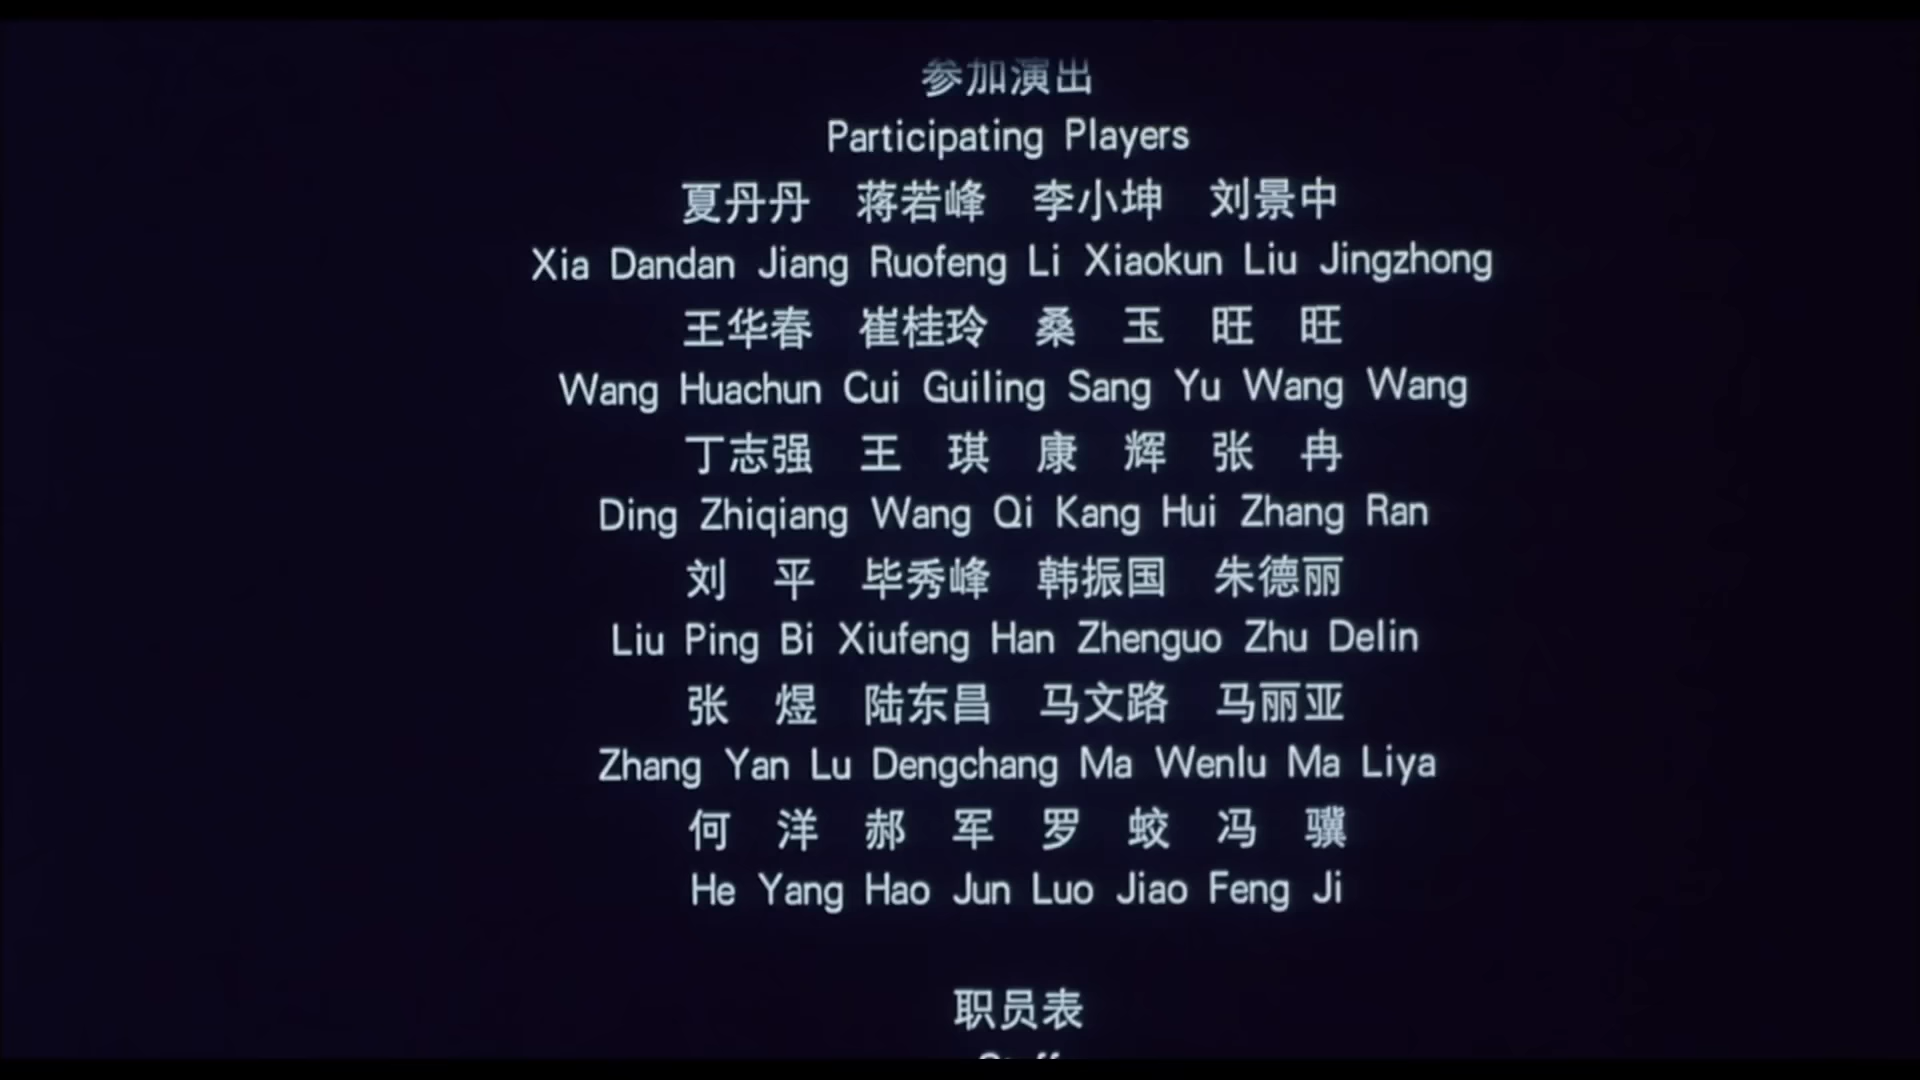 参加演出
Participating Players
夏丹丹 蒋若峰 李小坤 刘景中
Xia Dandan Jiang Ruofeng Li Xiaokun Liu Jingzhong
王华春 崔桂玲 桑 玉 旺 旺
Wang Huachun Cui Guiling Sang Yu Wang Wang
丁志强 王 琪 康 辉 张 冉
Ding Zhiqiang Wang Qi Kang Hui Zhang Ran
刘 平 毕秀峰 韩振国 朱德丽
Liu Ping Bi Xiufeng Han Zhenguo Zhu Delin
张 煜 陆东昌 马文路 马丽亚
Zhang Yan Lu Dengchang Ma Wenlu Ma Liya
何 洋 郝 军 罗 蛟 冯 骥
He Yang Hao Jun Luo Jiao Feng Ji
职员表